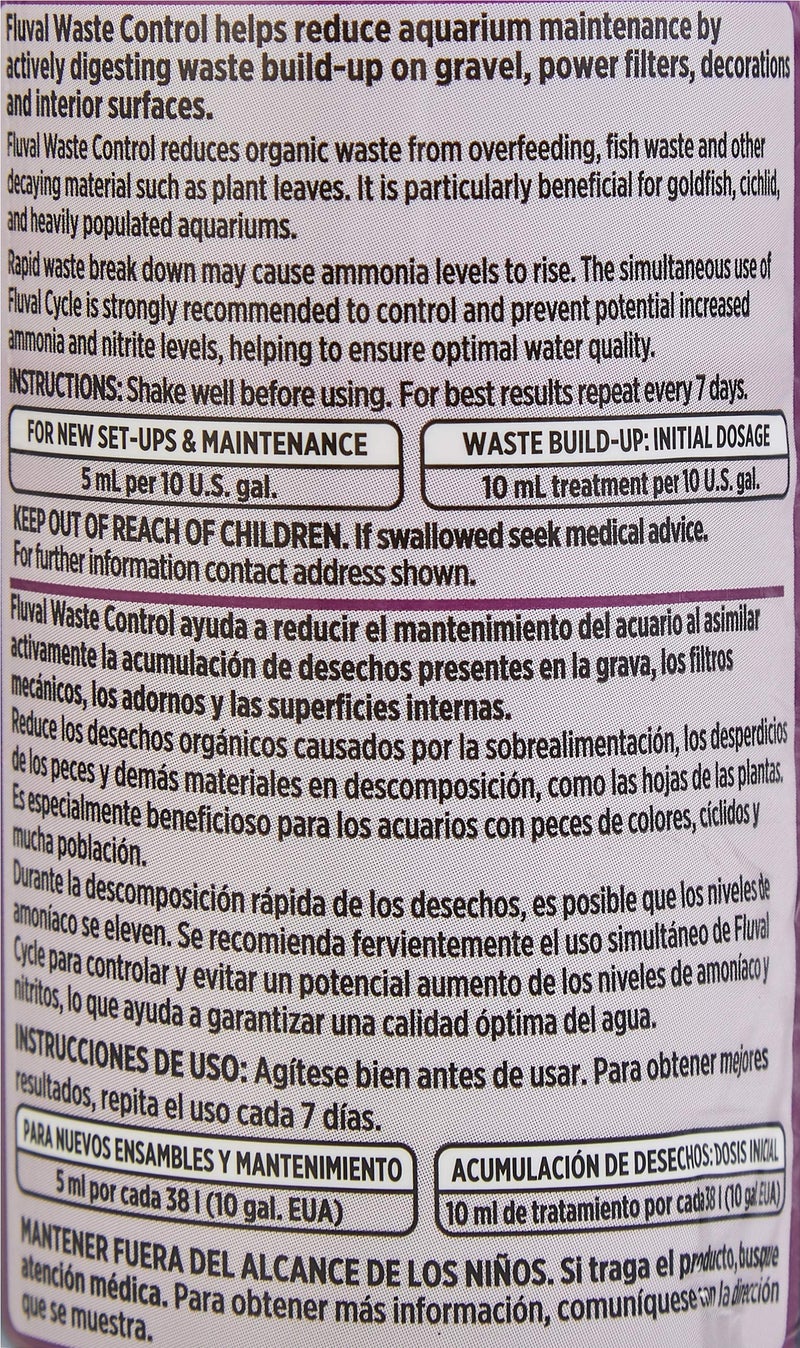 Fluval Waste Control helps reduce aquarium maintenance by
actively digesting waste build-up on gravel, power filters, decorations
and interior surfaces.
Fluval Waste Control reduces organic waste from overfeeding, fish waste and other
decaying material such as plant leaves. It is particularly beneficial for goldfish, cichlid,
and heavily populated aquariums.
Rapid waste break down may cause ammonia levels to rise. The simultaneous use of
Fluval Cycle is strongly recommended to control and prevent potential increased
ammonia and nitrite levels, helping to ensure optimal water quality.
INSTRUCTIONS: Shake well before using. For best results repeat every 7 days.
FOR NEW SET-UPS & MAINTENANCE
5 mL per 10 U.S. gal.
WASTE BUILD-UP: INITIAL DOSAGE
10 mL treatment per 10 U.S. gal.
KEEP OUT OF REACH OF CHILDREN. If swallowed seek medical advice.
For further information contact address shown.
Fluval Waste Control ayuda a reducir el mantenimiento del acuario al asimilar
activamente la acumulación de desechos presentes en la grava, los filtros
mecánicos, los adornos y las superficies internas.
Reduce los desechos orgánicos causados por la sobrealimentación, los desperdicios
de los peces y demás materiales en descomposición, como las hojas de las plantas.
Es especialmente beneficioso para los acuarios con peces de colores, cíclidos y
mucha población.
Durante la descomposición rápida de los desechos, es posible que los niveles de
amoníaco se eleven. Se recomienda fervientemente el uso simultáneo de Fluval
Cycle para controlar y evitar un potencial aumento de los niveles de amoníaco y
nitritos, lo que ayuda a garantizar una calidad óptima del agua.
INSTRUCCIONES DE USO: Agítese bien antes de usar. Para obtener mejores
resultados, repita el uso cada 7 días.
PARA NUEVOS ENSAMBLES Y MANTENIMIENTO
5 ml por cada 38 l (10 gal. EUA)
ACUMULACIÓN DE DESECHOS: DOSIS INICIAL
10 ml de tratamiento por cada 38 l (10 gal EUA)
MANTENER FUERA DEL ALCANCE DE LOS NIÑOS. Si traga el producto, busque
atención médica. Para obtener más información, comuníquese con la dirección
que se muestra.